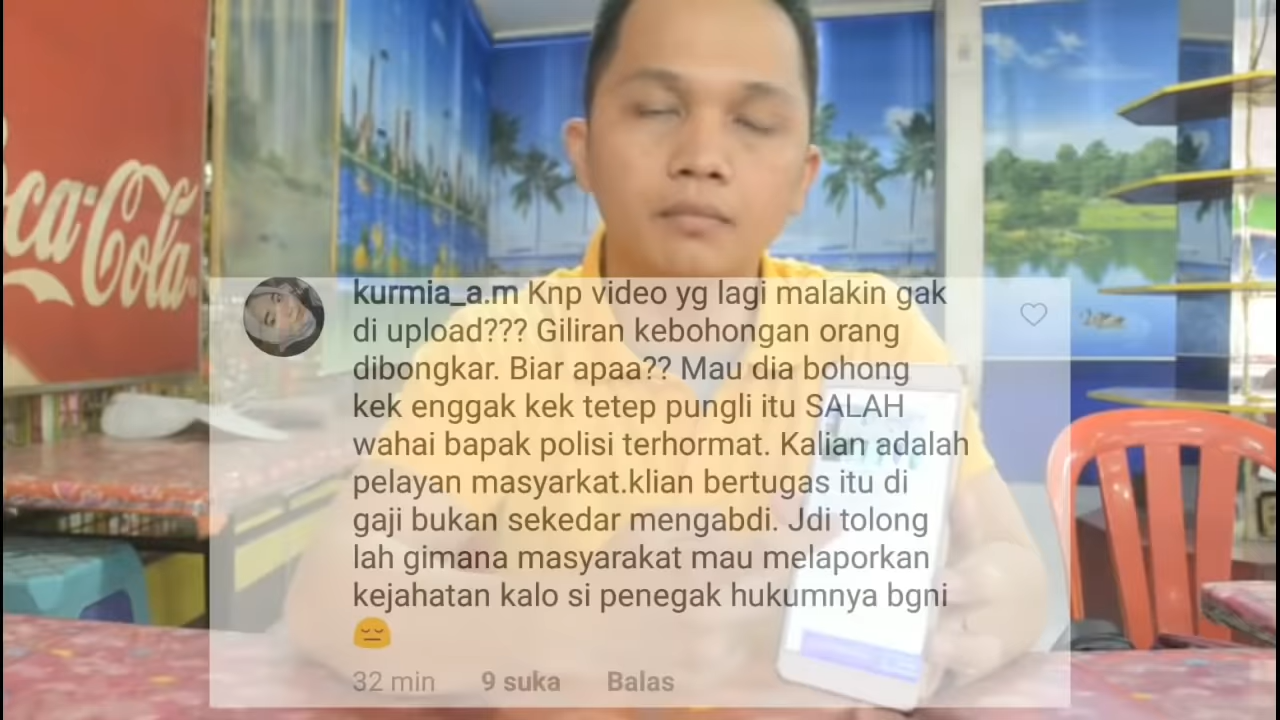 ca-Cola
kurmia_a.m Knp video yg lagi malakin gak
di upload??? Giliran kebohongan orang
dibongkar. Biar apaa?? Mau dia bohong
kek enggak kek tetep pungli itu SALAH
wahai bapak polisi terhormat. Kalian adalah
pelayan masyarkat.klian bertugas itu di
gaji bukan sekedar mengabdi. Jdi tolong
lah gimana masyarakat mau melaporkan
kejahatan kalo si penegak hukumnya bgni
😔
32 min 9 suka Balas